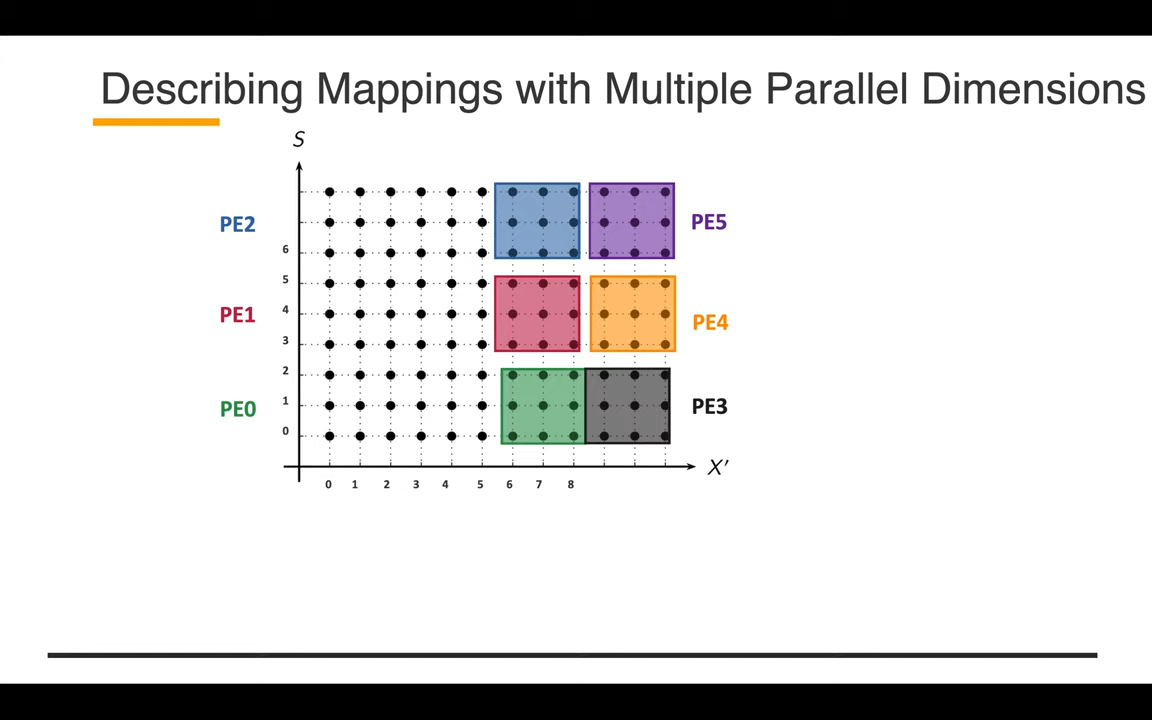 Describing Mappings with Multiple Parallel Dimensions
S
PE2
PE5
6
5
PE1
4
PE4
3
2
PE0
1
PE3
0
X′
0 1 2 3 4 5 6 7 8